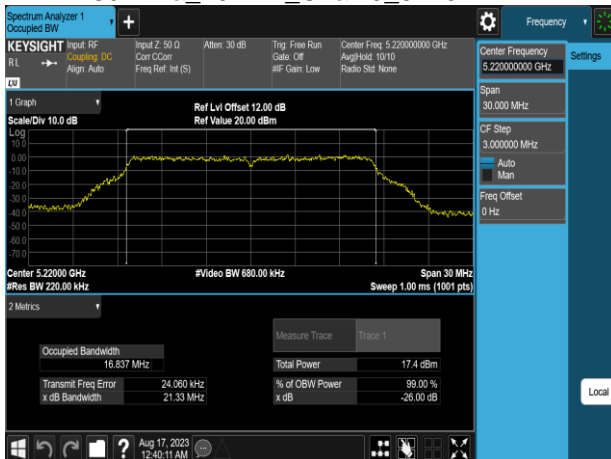 Spectrum Analyzer 1
Occupied BW
+
Frequency
KEYSIGHT
R L
LXI
Input: RF
Coupling: DC
Align: Auto
Input Z: 50 Ω
Corr CCorr
Freq Ref: Int (S)
Atten: 30 dB
Trig: Free Run
Gate: Off
#IF Gain: Low
Center Freq: 5.220000000 GHz
Avg|Hold: 10/10
Radio Std: None
Center Frequency
5.220000000 GHz
Settings
Span
30.000 MHz
CF Step
3.000000 MHz
Auto
Man
Freq Offset
0 Hz
1 Graph
Scale/Div 10.0 dB
Ref Lvl Offset 12.00 dB
Ref Value 20.00 dBm
Log
10.0
0.00
-10.0
-20.0
-30.0
-40.0
-50.0
-60.0
-70.0
Center 5.22000 GHz
#Video BW 680.00 kHz
Span 30 MHz
#Res BW 220.00 kHz
Sweep 1.00 ms (1001 pts)
2 Metrics
Measure Trace
Trace 1
Occupied Bandwidth
16.837 MHz
Total Power
17.4 dBm
Transmit Freq Error
24.060 kHz
% of OBW Power
99.00 %
x dB Bandwidth
21.33 MHz
x dB
-26.00 dB
Local
?
Aug 17, 2023
12:40:11 AM